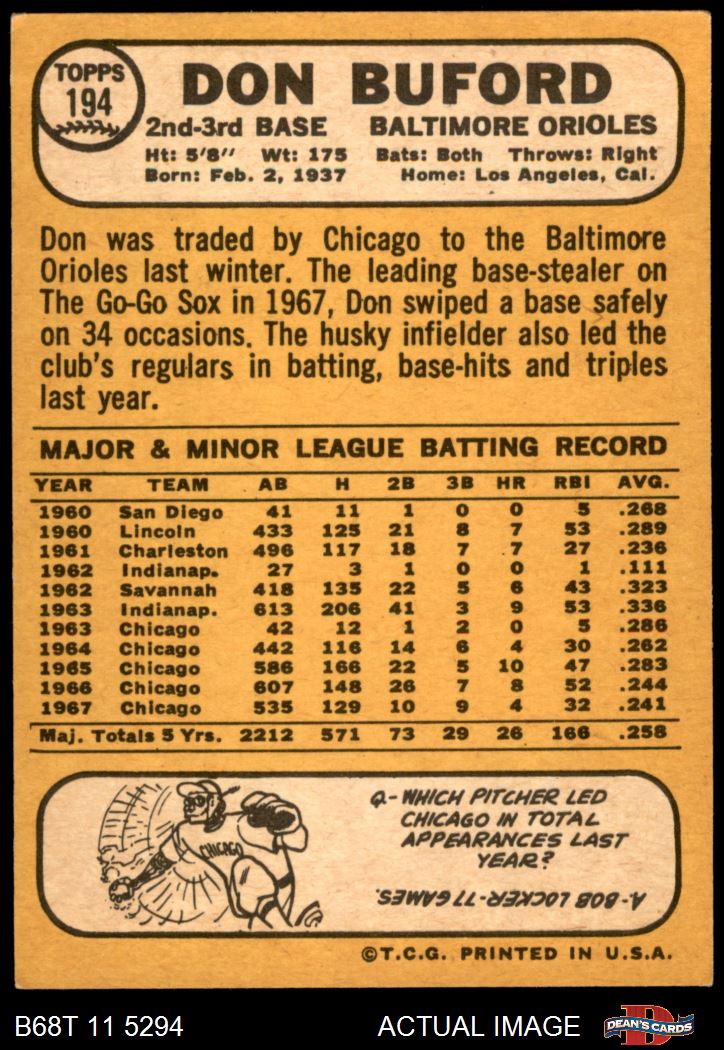 TOPPS
194
DON BUFORD
2nd-3rd BASE BALTIMORE ORIOLES
Ht: 5'8" Wt: 175 Bats: Both Throws: Right
Born: Feb. 2, 1937 Home: Los Angeles, Cal.
Don was traded by Chicago to the Baltimore
Orioles last winter. The leading base-stealer on
The Go-Go Sox in 1967, Don swiped a base safely
on 34 occasions. The husky infielder also led the
club's regulars in batting, base-hits and triples
last year.
MAJOR & MINOR LEAGUE BATTING RECORD
YEAR TEAM AB H 2B 3B HR RBI AVG.
1960 San Diego 41 11 1 0 0 5 .268
1960 Lincoln 433 125 21 8 7 53 .289
1961 Charleston 496 117 18 7 7 27 .236
1962 Indianap. 27 3 1 0 0 1 .111
1962 Savannah 418 135 22 5 6 43 .323
1963 Indianap. 613 206 41 3 9 53 .336
1963 Chicago 42 12 1 2 0 5 .286
1964 Chicago 442 116 14 6 4 30 .262
1965 Chicago 586 166 22 5 10 47 .283
1966 Chicago 607 148 26 7 8 52 .244
1967 Chicago 535 129 10 9 4 32 .241
Maj. Totals 5 Yrs. 2212 571 73 29 26 166 .258
CHICAGO
Q-WHICH PITCHER LED
CHICAGO IN TOTAL
APPEARANCES LAST
YEAR?
A-BOB LOCKER-77 GAMES.
©T.C.G. PRINTED IN U.S.A.
B68T 11 5294 ACTUAL IMAGE
D
DEAN'S CARDS